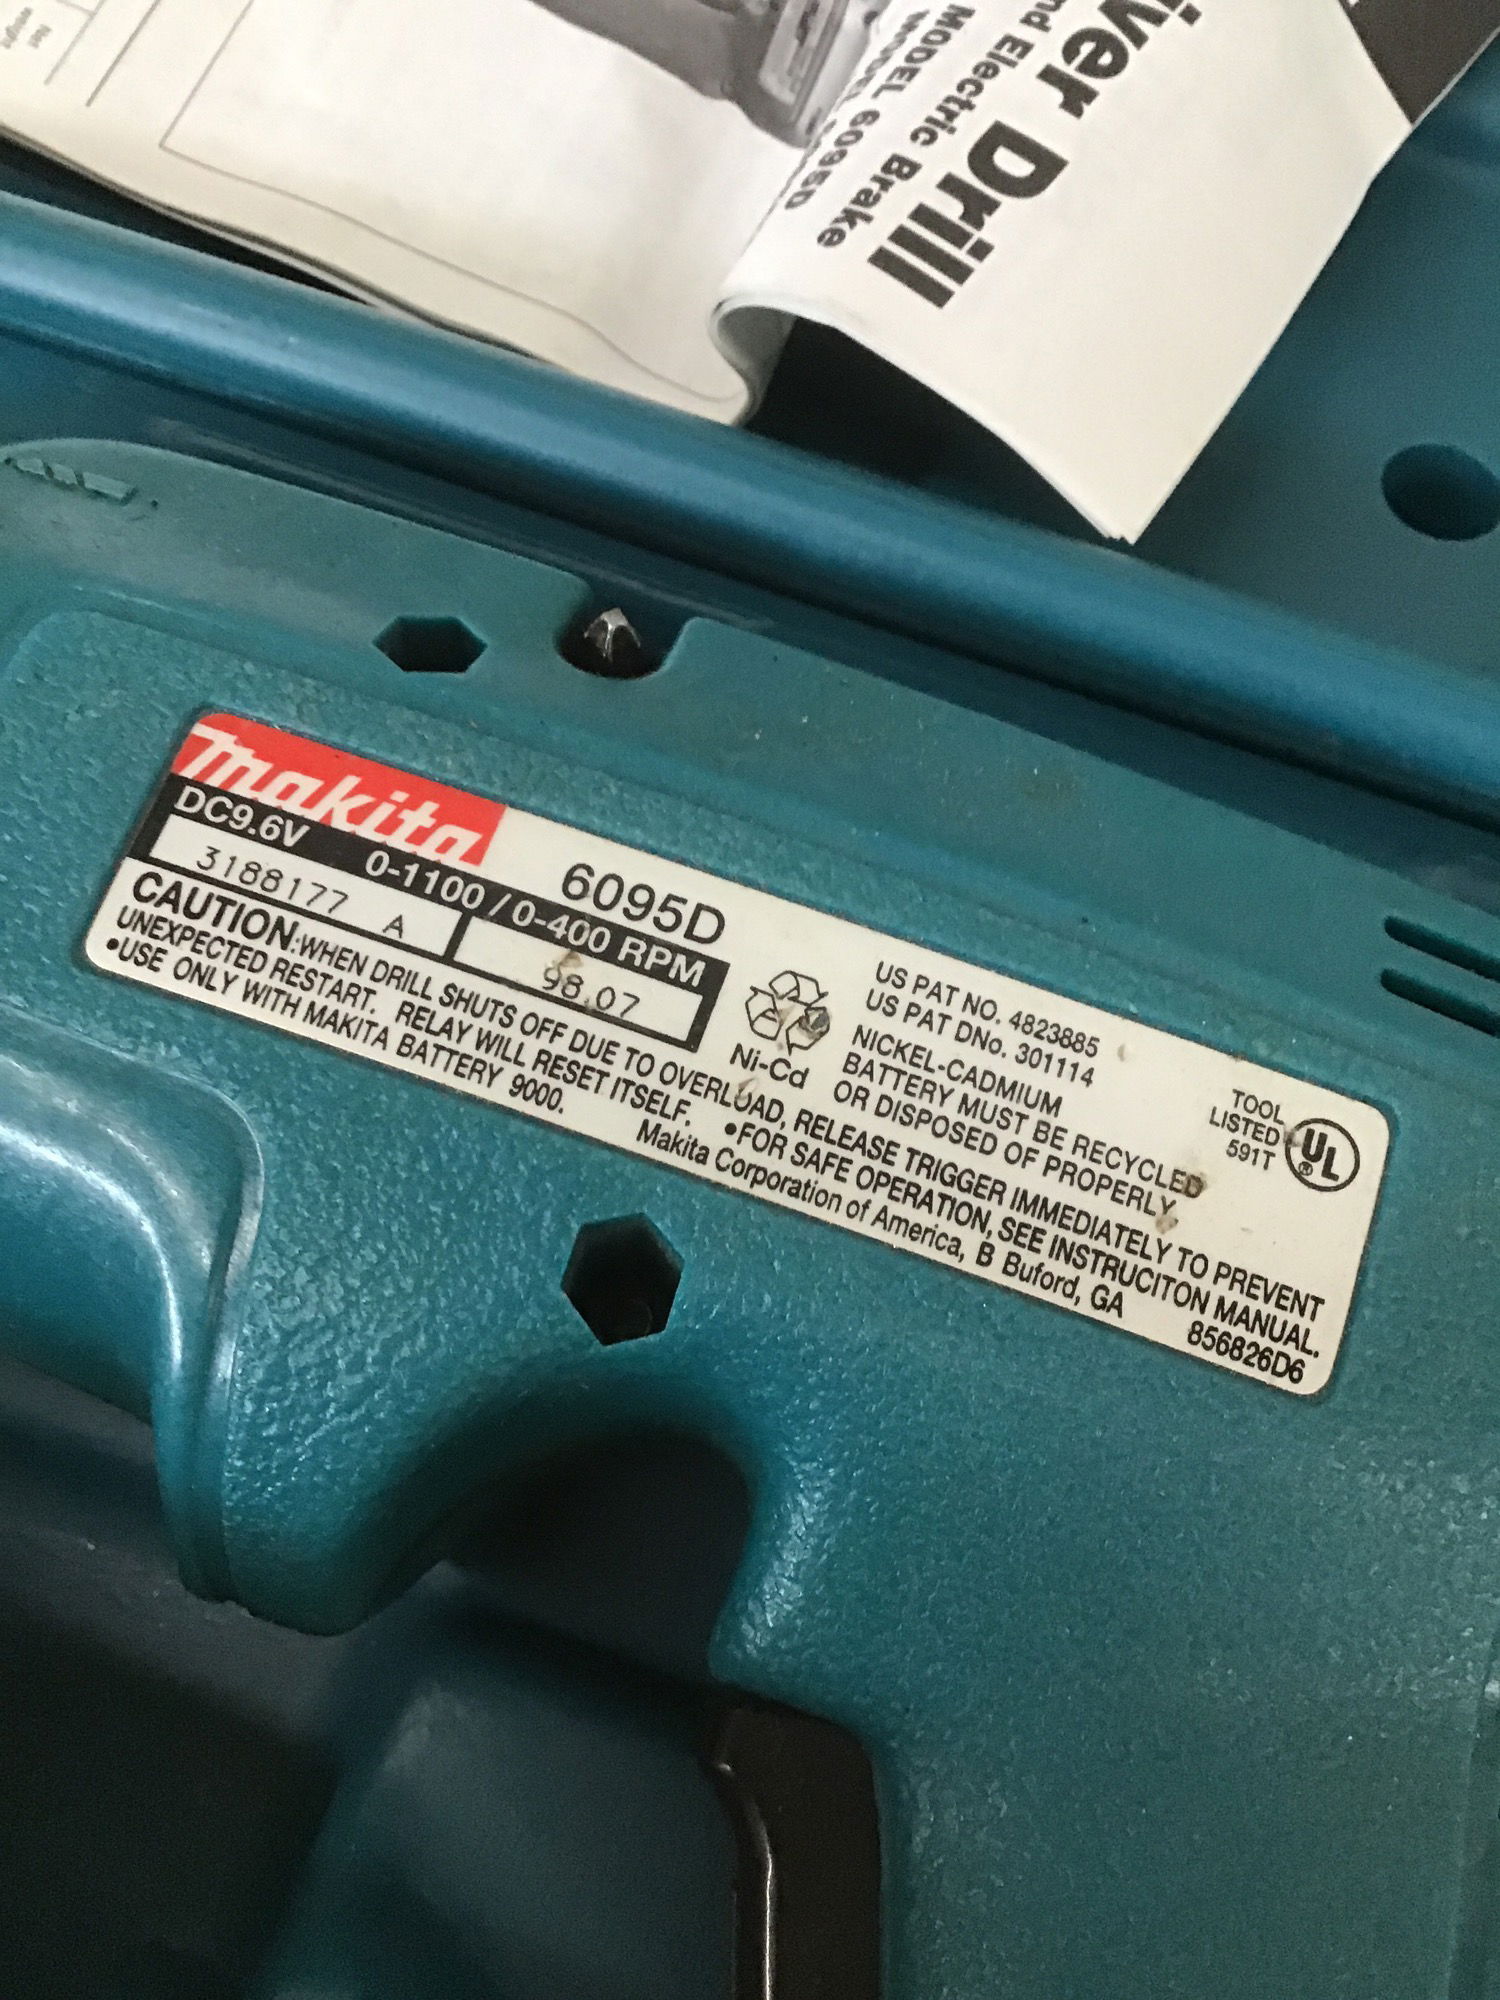 Driver Drill
nd Electric Brake
MODEL 6095D
Net
weight
Makita
6095D
DC9.6V 0-1100/0-400 RPM
3188177 A
98.07
Ni-Cd
US PAT NO. 4823885
US PAT DNo. 301114
NICKEL-CADMIUM
BATTERY MUST BE RECYCLED
OR DISPOSED OF PROPERLY.
TOOL
LISTED
591T
UL
®
CAUTION:WHEN DRILL SHUTS OFF DUE TO OVERLOAD, RELEASE TRIGGER IMMEDIATELY TO PREVENT
UNEXPECTED RESTART. RELAY WILL RESET ITSELF. •FOR SAFE OPERATION, SEE INSTRUCITON MANUAL.
•USE ONLY WITH MAKITA BATTERY 9000.
Makita Corporation of America, B Buford, GA
856826D6